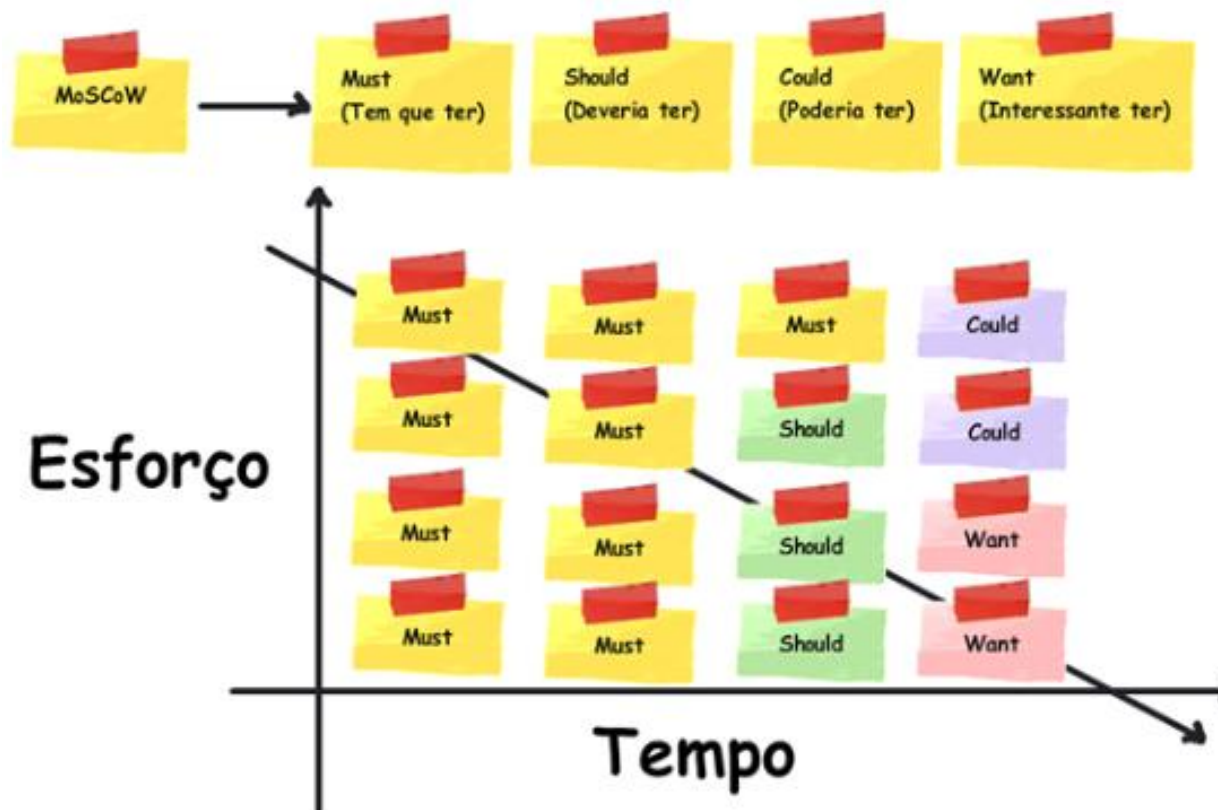 MoSCoW
Must
(Tem que ter)
Should
(Deveria ter)
Could
(Poderia ter)
Want
(Interessante ter)
Must
Must
Must
Could
Must
Must
Should
Could
Esforço
Must
Must
Should
Want
Must
Must
Should
Want
Tempo